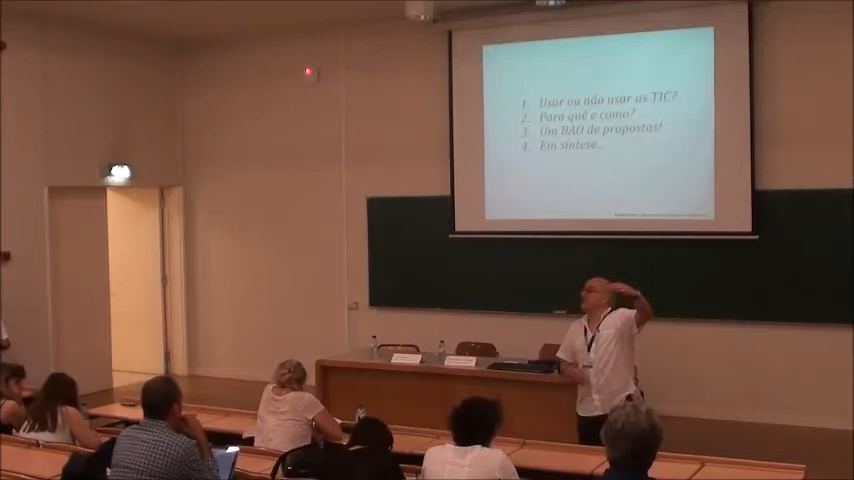 1. Usar ou não usar as TIC?
2. Para quê e como?
3. Um BAÚ de propostas!
4. Em síntese...